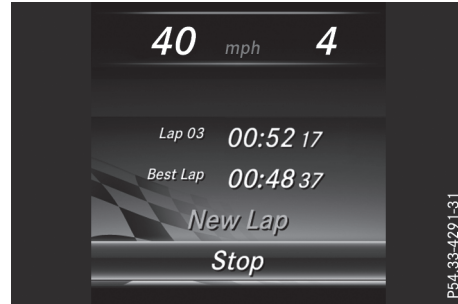 40 mph 4
Lap 03 00:52 17
Best Lap 00:48 37
New Lap
Stop
P54.33-4291-31